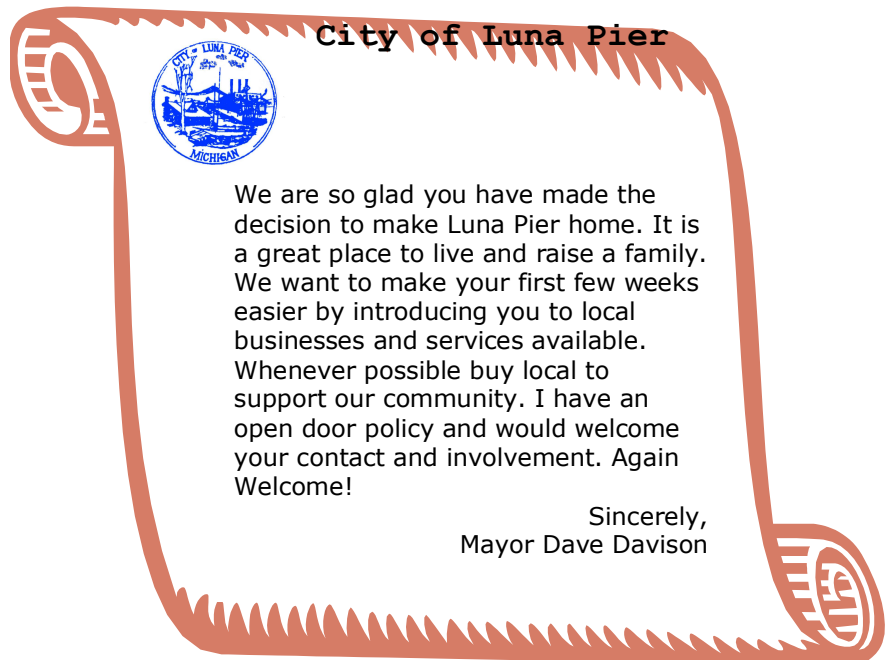 City of Luna Pier
CITY OF LUNA PIER
MICHIGAN
We are so glad you have made the
decision to make Luna Pier home. It is
a great place to live and raise a family.
We want to make your first few weeks
easier by introducing you to local
businesses and services available.
Whenever possible buy local to
support our community. I have an
open door policy and would welcome
your contact and involvement. Again
Welcome!
Sincerely,
Mayor Dave Davison